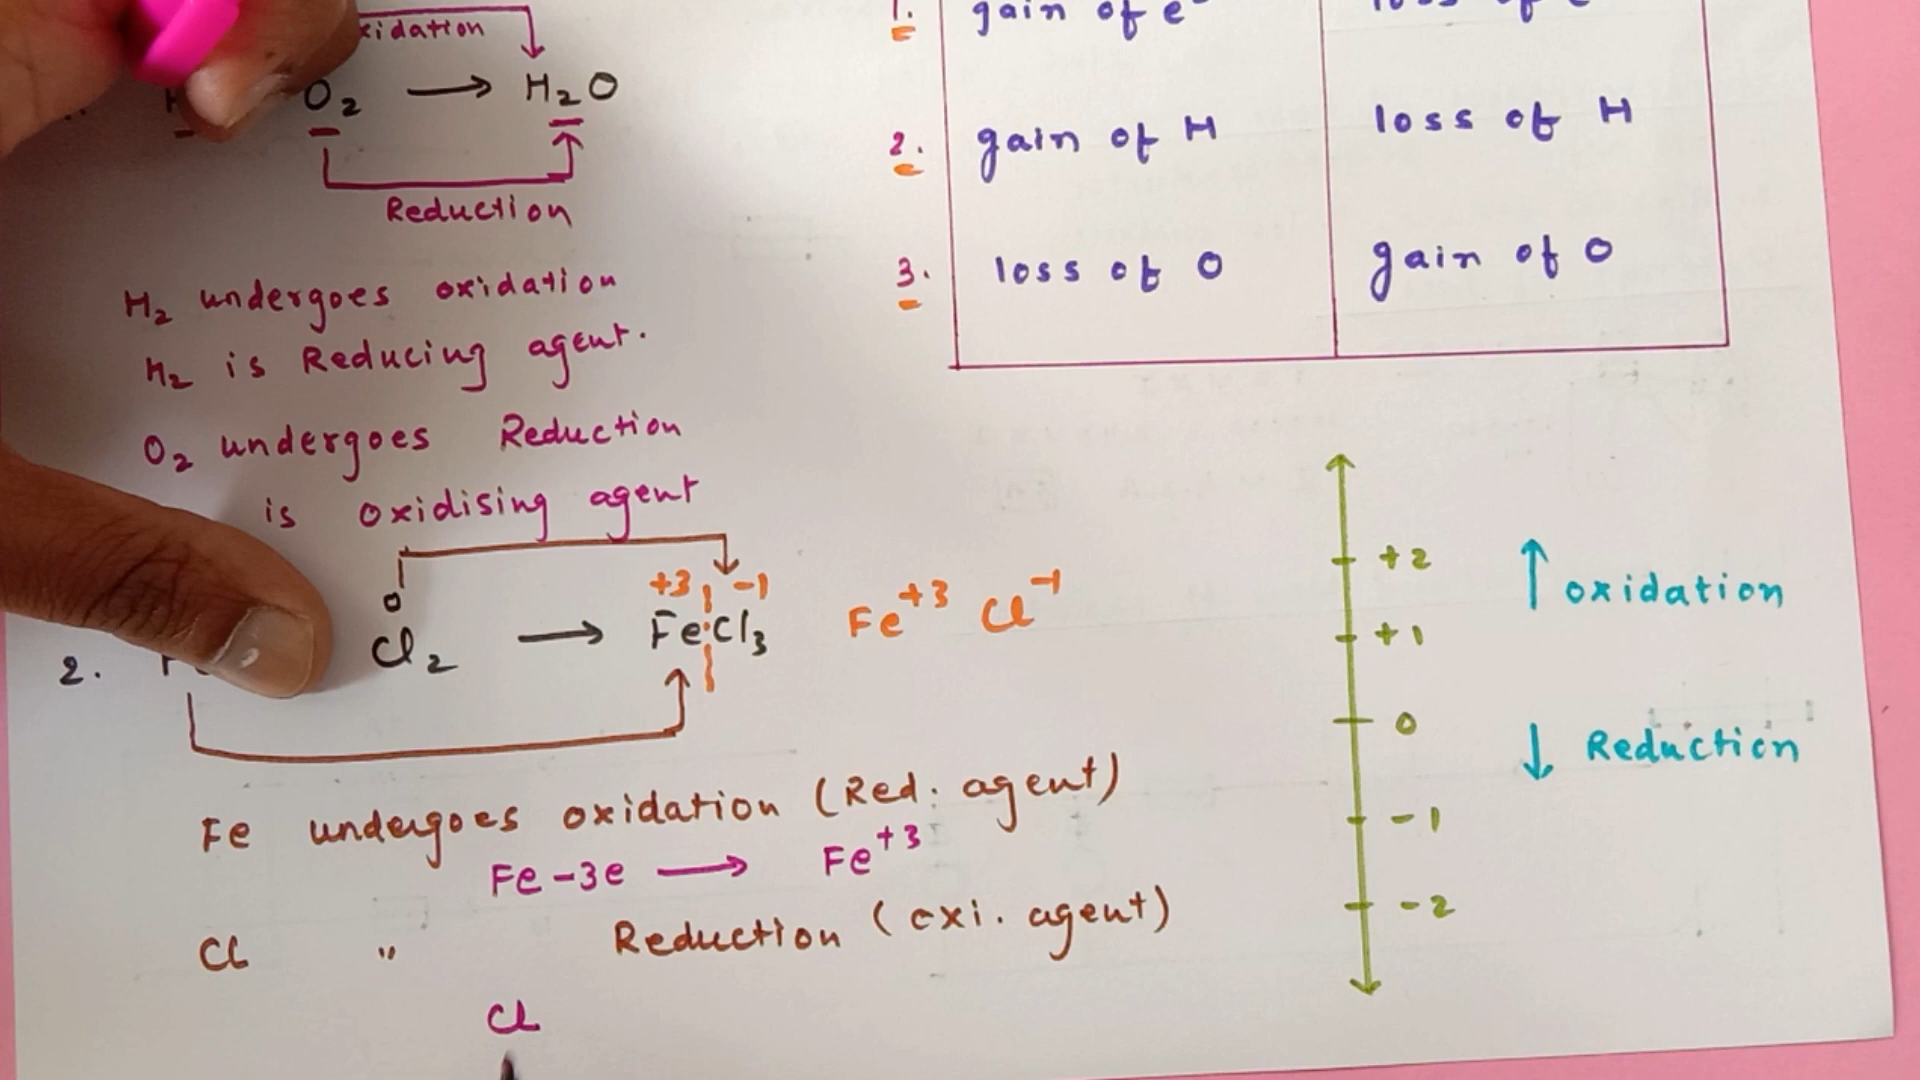 O₂ → H₂O
Reduction
H₂ undergoes oxidation
H₂ is Reducing agent.
O₂ undergoes Reduction
is oxidising agent
1. gain of e
2. gain of H loss of H
3. loss of O gain of O
0 +3 -1
2. Cl₂ → FeCl₃ Fe⁺³ Cl⁻¹
Fe undergoes oxidation (Red. agent)
Fe - 3e → Fe⁺³
Cl " Reduction (oxi. agent)
Cl
+2
+1
0
-1
-2
↑ oxidation
↓ Reduction